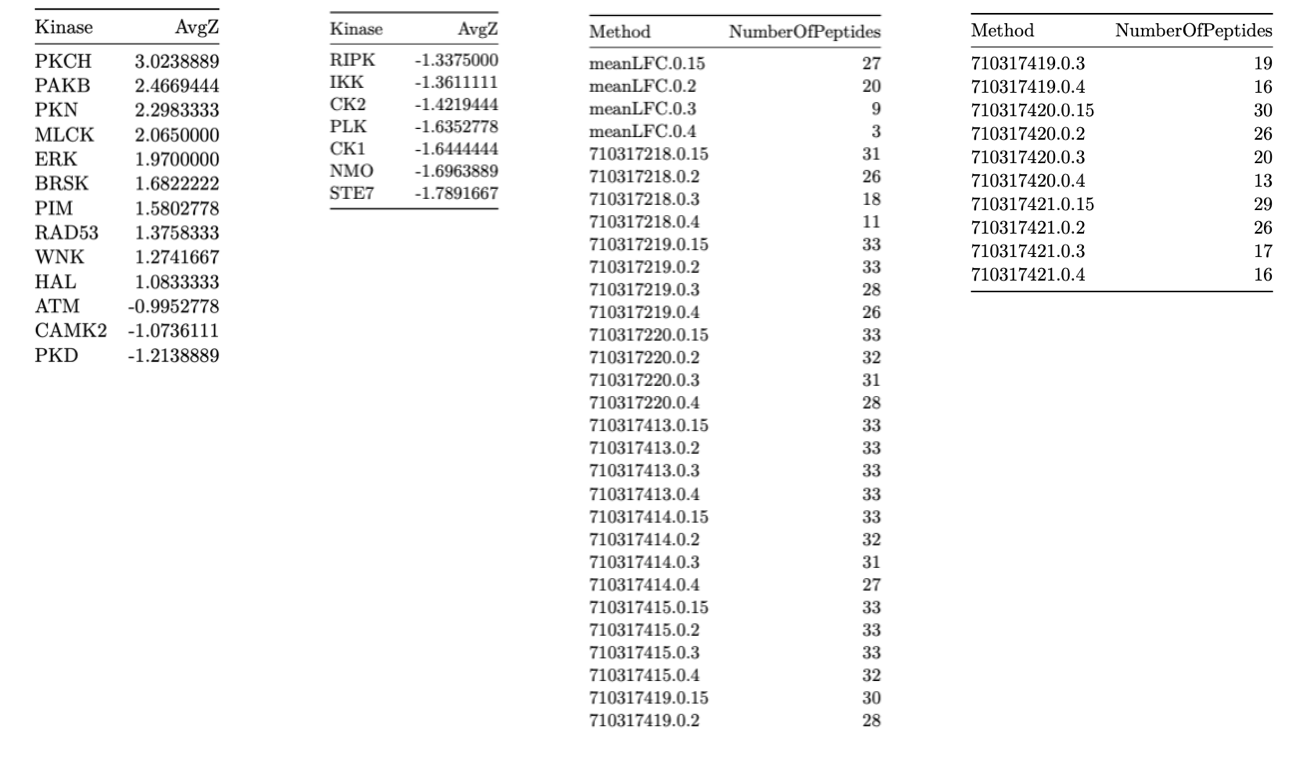 Kinase AvgZ
PKCH 3.0238889
PAKB 2.4669444
PKN 2.2983333
MLCK 2.0650000
ERK 1.9700000
BRSK 1.6822222
PIM 1.5802778
RAD53 1.3758333
WNK 1.2741667
HAL 1.0833333
ATM -0.9952778
CAMK2 -1.0736111
PKD -1.2138889
Kinase AvgZ
RIPK -1.3375000
IKK -1.3611111
CK2 -1.4219444
PLK -1.6352778
CK1 -1.6444444
NMO -1.6963889
STE7 -1.7891667
Method NumberOfPeptides
meanLFC.0.15 27
meanLFC.0.2 20
meanLFC.0.3 9
meanLFC.0.4 3
710317218.0.15 31
710317218.0.2 26
710317218.0.3 18
710317218.0.4 11
710317219.0.15 33
710317219.0.2 33
710317219.0.3 28
710317219.0.4 26
710317220.0.15 33
710317220.0.2 32
710317220.0.3 31
710317220.0.4 28
710317413.0.15 33
710317413.0.2 33
710317413.0.3 33
710317413.0.4 33
710317414.0.15 33
710317414.0.2 32
710317414.0.3 31
710317414.0.4 27
710317415.0.15 33
710317415.0.2 33
710317415.0.3 33
710317415.0.4 32
710317419.0.15 30
710317419.0.2 28
Method NumberOfPeptides
710317419.0.3 19
710317419.0.4 16
710317420.0.15 30
710317420.0.2 26
710317420.0.3 20
710317420.0.4 13
710317421.0.15 29
710317421.0.2 26
710317421.0.3 17
710317421.0.4 16